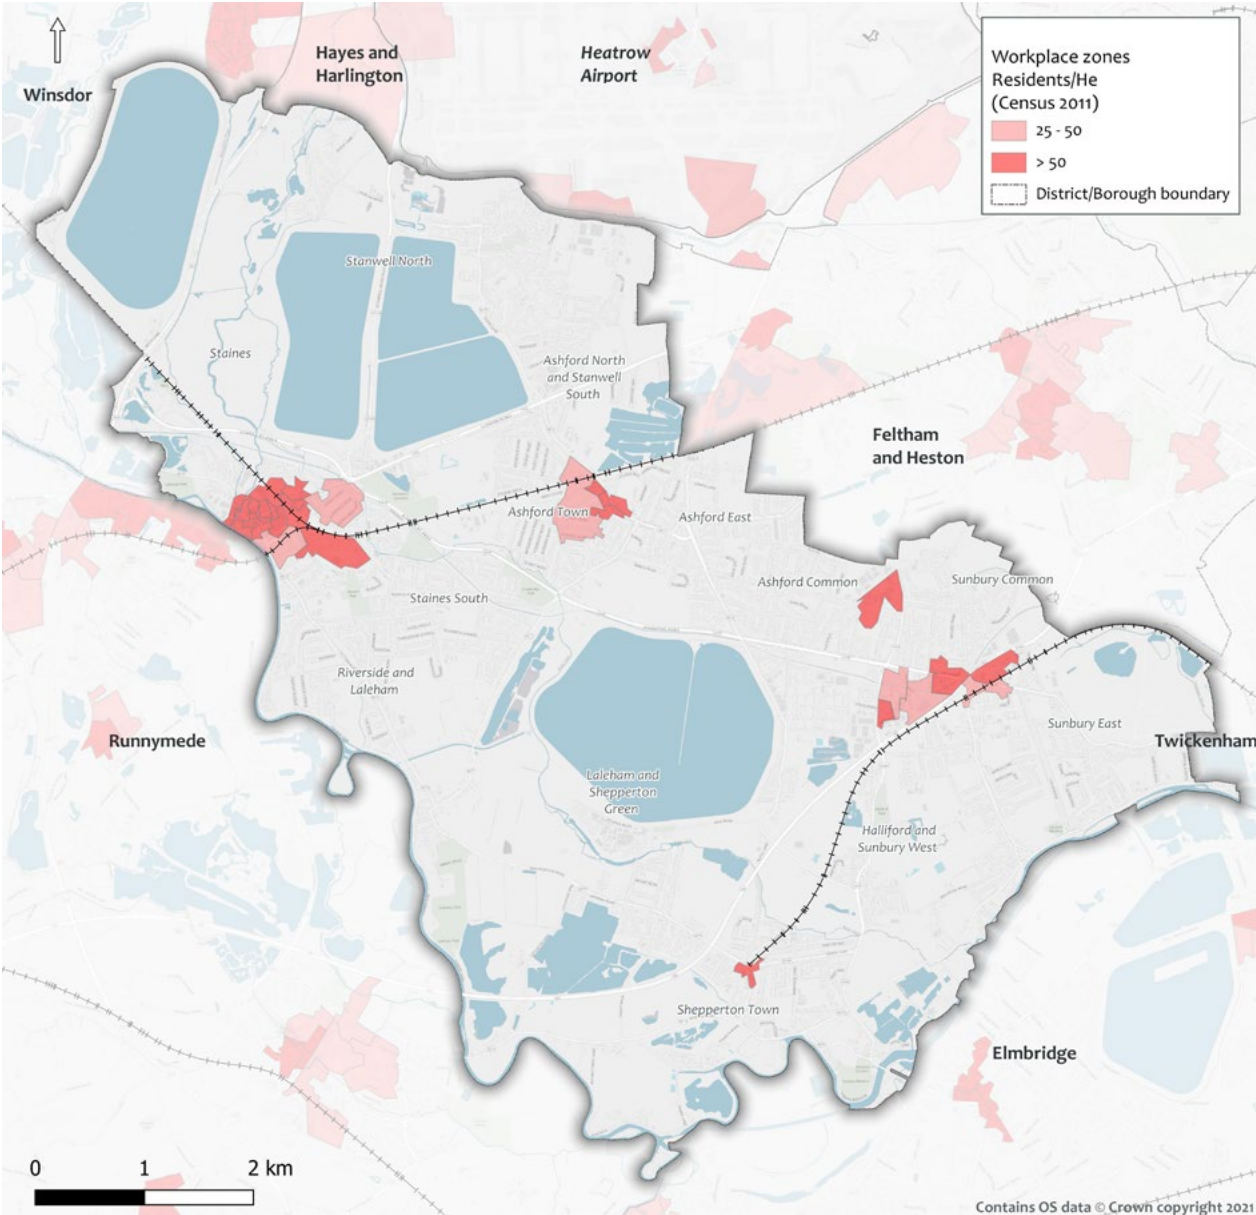 Hayes and
Harlington
Heatrow
Airport
Winsdor
Workplace zones
Residents/He
(Census 2011)
25 - 50
> 50
District/Borough boundary
Stanwell North
Staines
Ashford North
and Stanwell
South
Feltham
and Heston
Ashford Town
Ashford East
Ashford Common
Sunbury Common
Staines South
Riverside and
Laleham
Sunbury East
Runnymede
Twickenham
Laleham and
Shepperton
Green
Halliford and
Sunbury West
Shepperton Town
Elmbridge
0 1 2 km
Contains OS data © Crown copyright 2021